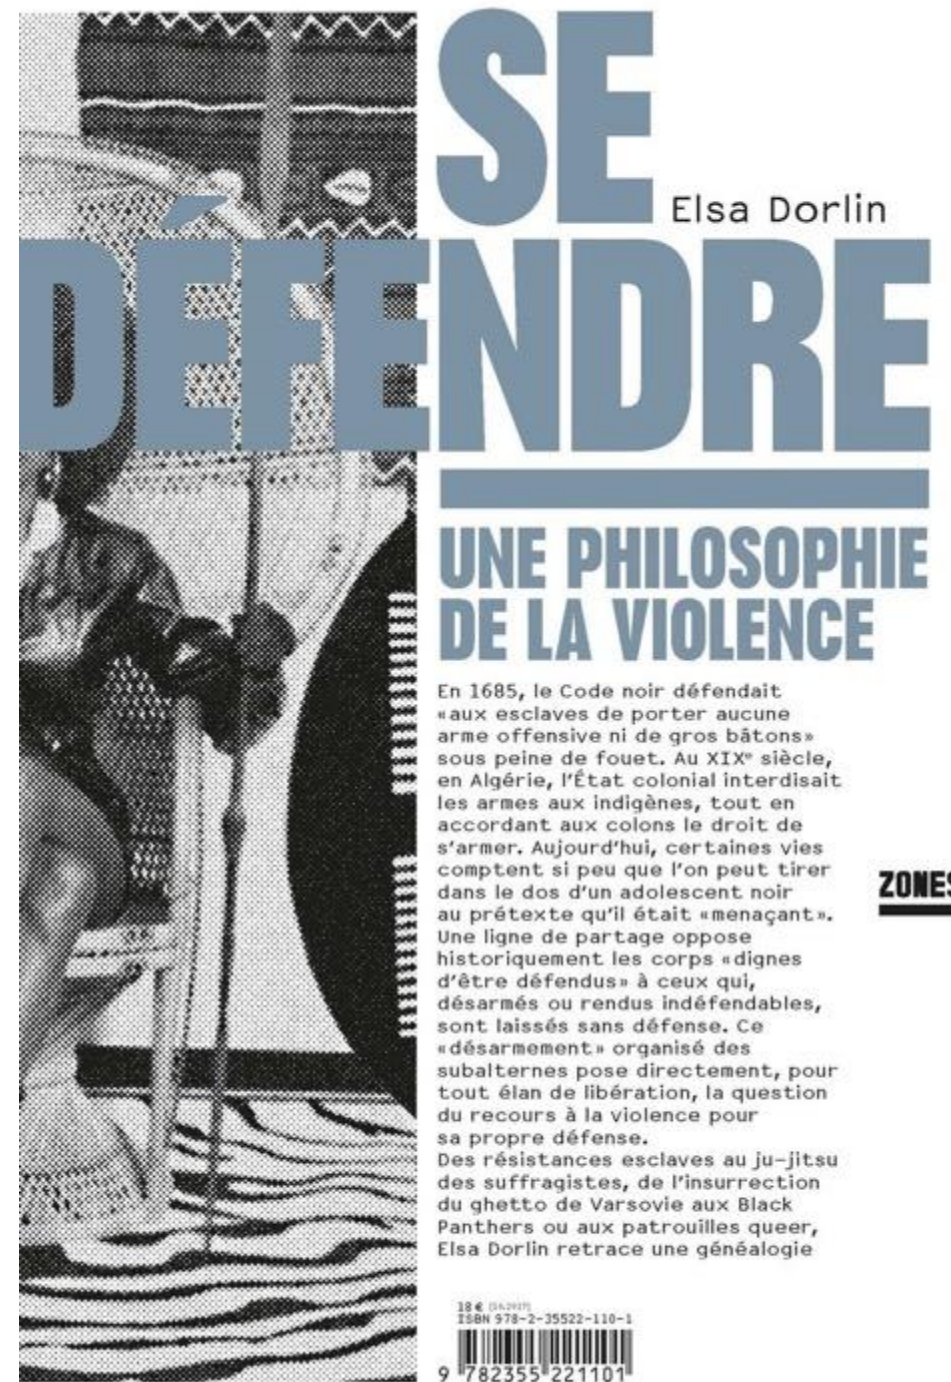 SE
Elsa Dorlin
DÉFENDRE
UNE PHILOSOPHIE
DE LA VIOLENCE
En 1685, le Code noir défendait
«aux esclaves de porter aucune
arme offensive ni de gros bâtons»
sous peine de fouet. Au XIXᵉ siècle,
en Algérie, l'État colonial interdisait
les armes aux indigènes, tout en
accordant aux colons le droit de
s'armer. Aujourd'hui, certaines vies
comptent si peu que l'on peut tirer
dans le dos d'un adolescent noir
au prétexte qu'il était «menaçant».
Une ligne de partage oppose
historiquement les corps «dignes
d'être défendus» à ceux qui,
désarmés ou rendus indéfendables,
sont laissés sans défense. Ce
«désarmement» organisé des
subalternes pose directement, pour
tout élan de libération, la question
du recours à la violence pour
sa propre défense.
Des résistances esclaves au ju-jitsu
des suffragistes, de l'insurrection
du ghetto de Varsovie aux Black
Panthers ou aux patrouilles queer,
Elsa Dorlin retrace une généalogie
ZONES
18 €
ISBN 978-2-35522-110-1
9 782355 221101